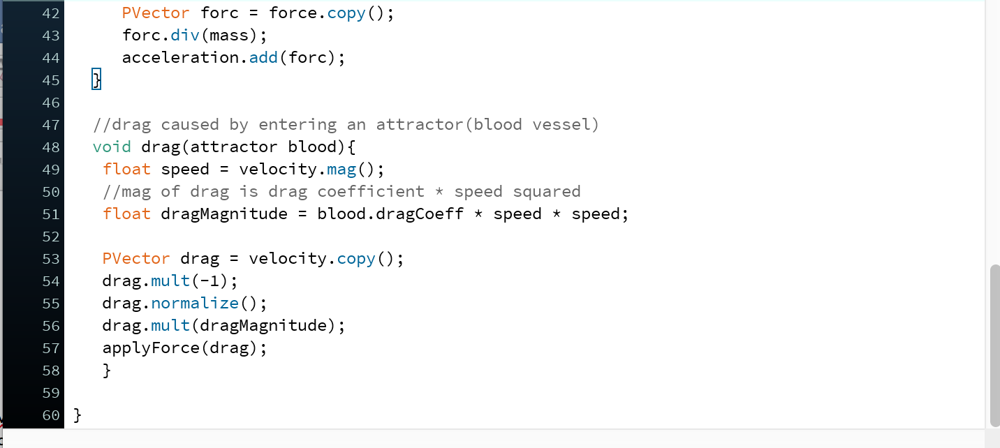 42 PVector forc = force.copy();
43 forc.div(mass);
44 acceleration.add(forc);
45 }
46
47 //drag caused by entering an attractor(blood vessel)
48 void drag(attractor blood){
49 float speed = velocity.mag();
50 //mag of drag is drag coefficient * speed squared
51 float dragMagnitude = blood.dragCoeff * speed * speed;
52
53 PVector drag = velocity.copy();
54 drag.mult(-1);
55 drag.normalize();
56 drag.mult(dragMagnitude);
57 applyForce(drag);
58 }
59
60 }